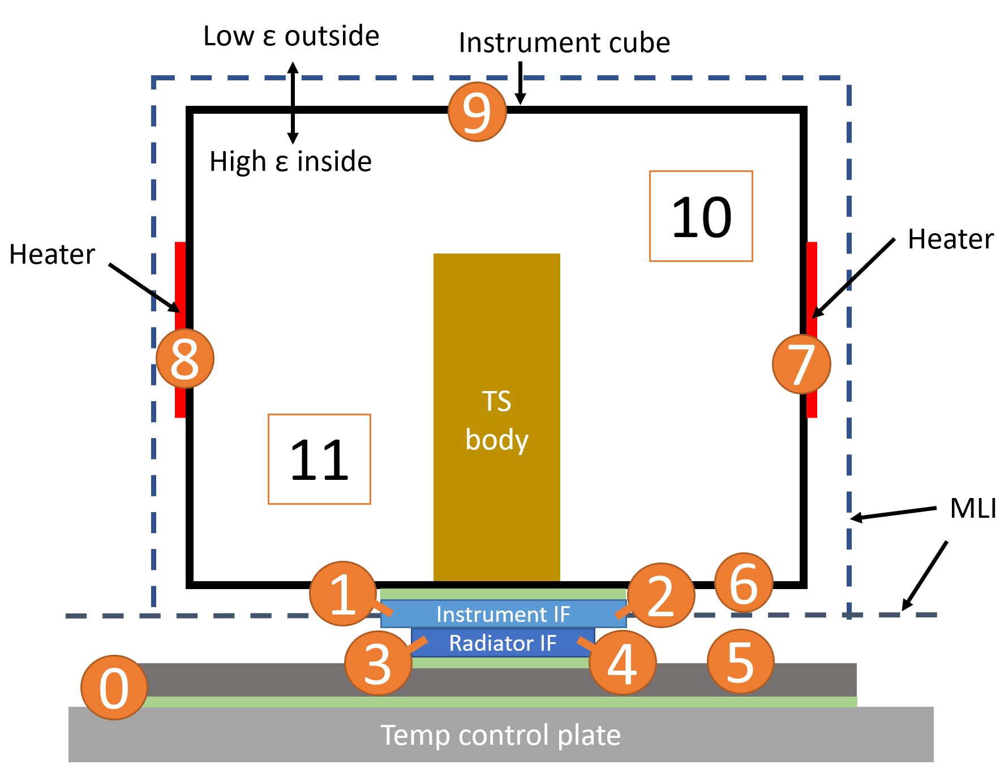 Low ε outside
Instrument cube
9
High ε inside
10
Heater
Heater
8
7
TS
body
11
MLI
1
2
6
Instrument IF
Radiator IF
3
4
5
0
Temp control plate